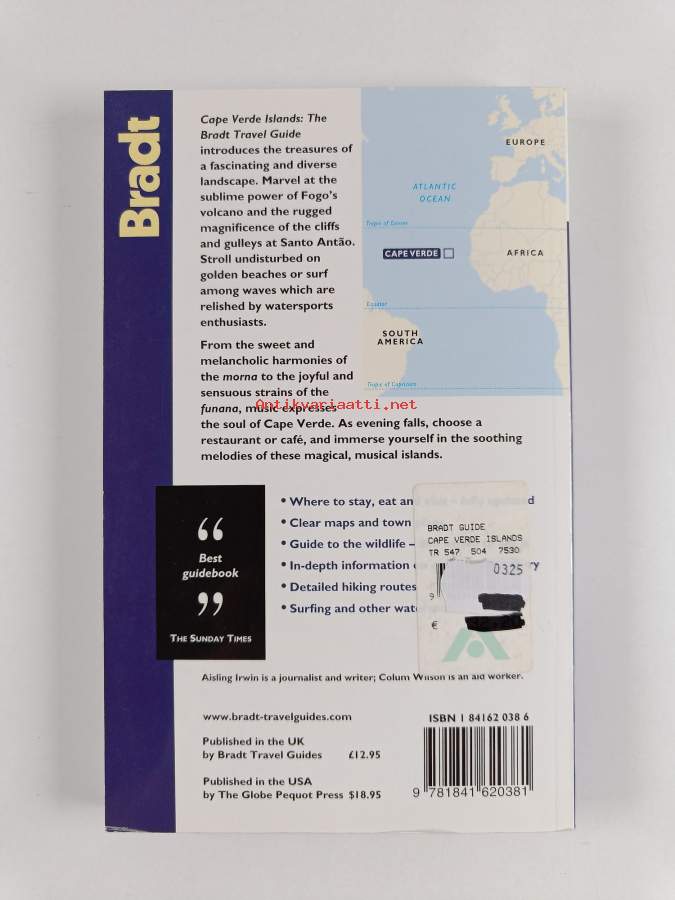 Bradt
Cape Verde Islands: The
Bradt Travel Guide
introduces the treasures of
a fascinating and diverse
landscape. Marvel at the
sublime power of Fogo's
volcano and the rugged
magnificence of the cliffs
and gulleys at Santo Antão.
Stroll undisturbed on
golden beaches or surf
among waves which are
relished by watersports
enthusiasts.
From the sweet and
melancholic harmonies of
the morna to the joyful and
sensuous strains of the
funana, music expresses
the soul of Cape Verde. As evening falls, choose a
restaurant or café, and immerse yourself in the soothing
melodies of these magical, musical islands.
EUROPE
ATLANTIC
OCEAN
Tropic of Cancer
CAPE VERDE
AFRICA
Equator
SOUTH
AMERICA
Tropic of Capricorn
Antikvariaatti.net
“
Best
guidebook
”
THE SUNDAY TIMES
• Where to stay, eat and
• Clear maps and town
• Guide to the wildlife –
• In-depth information
• Detailed hiking routes
• Surfing and other
BRADT GUIDE
CAPE VERDE ISLANDS
TR 547 504 7530
0325
9
€
Aisling Irwin is a journalist and writer; Colum Wilson is an aid worker.
www.bradt-travelguides.com
Published in the UK
by Bradt Travel Guides £12.95
Published in the USA
by The Globe Pequot Press $18.95
ISBN 1 84162 038 6
9 781841 620381